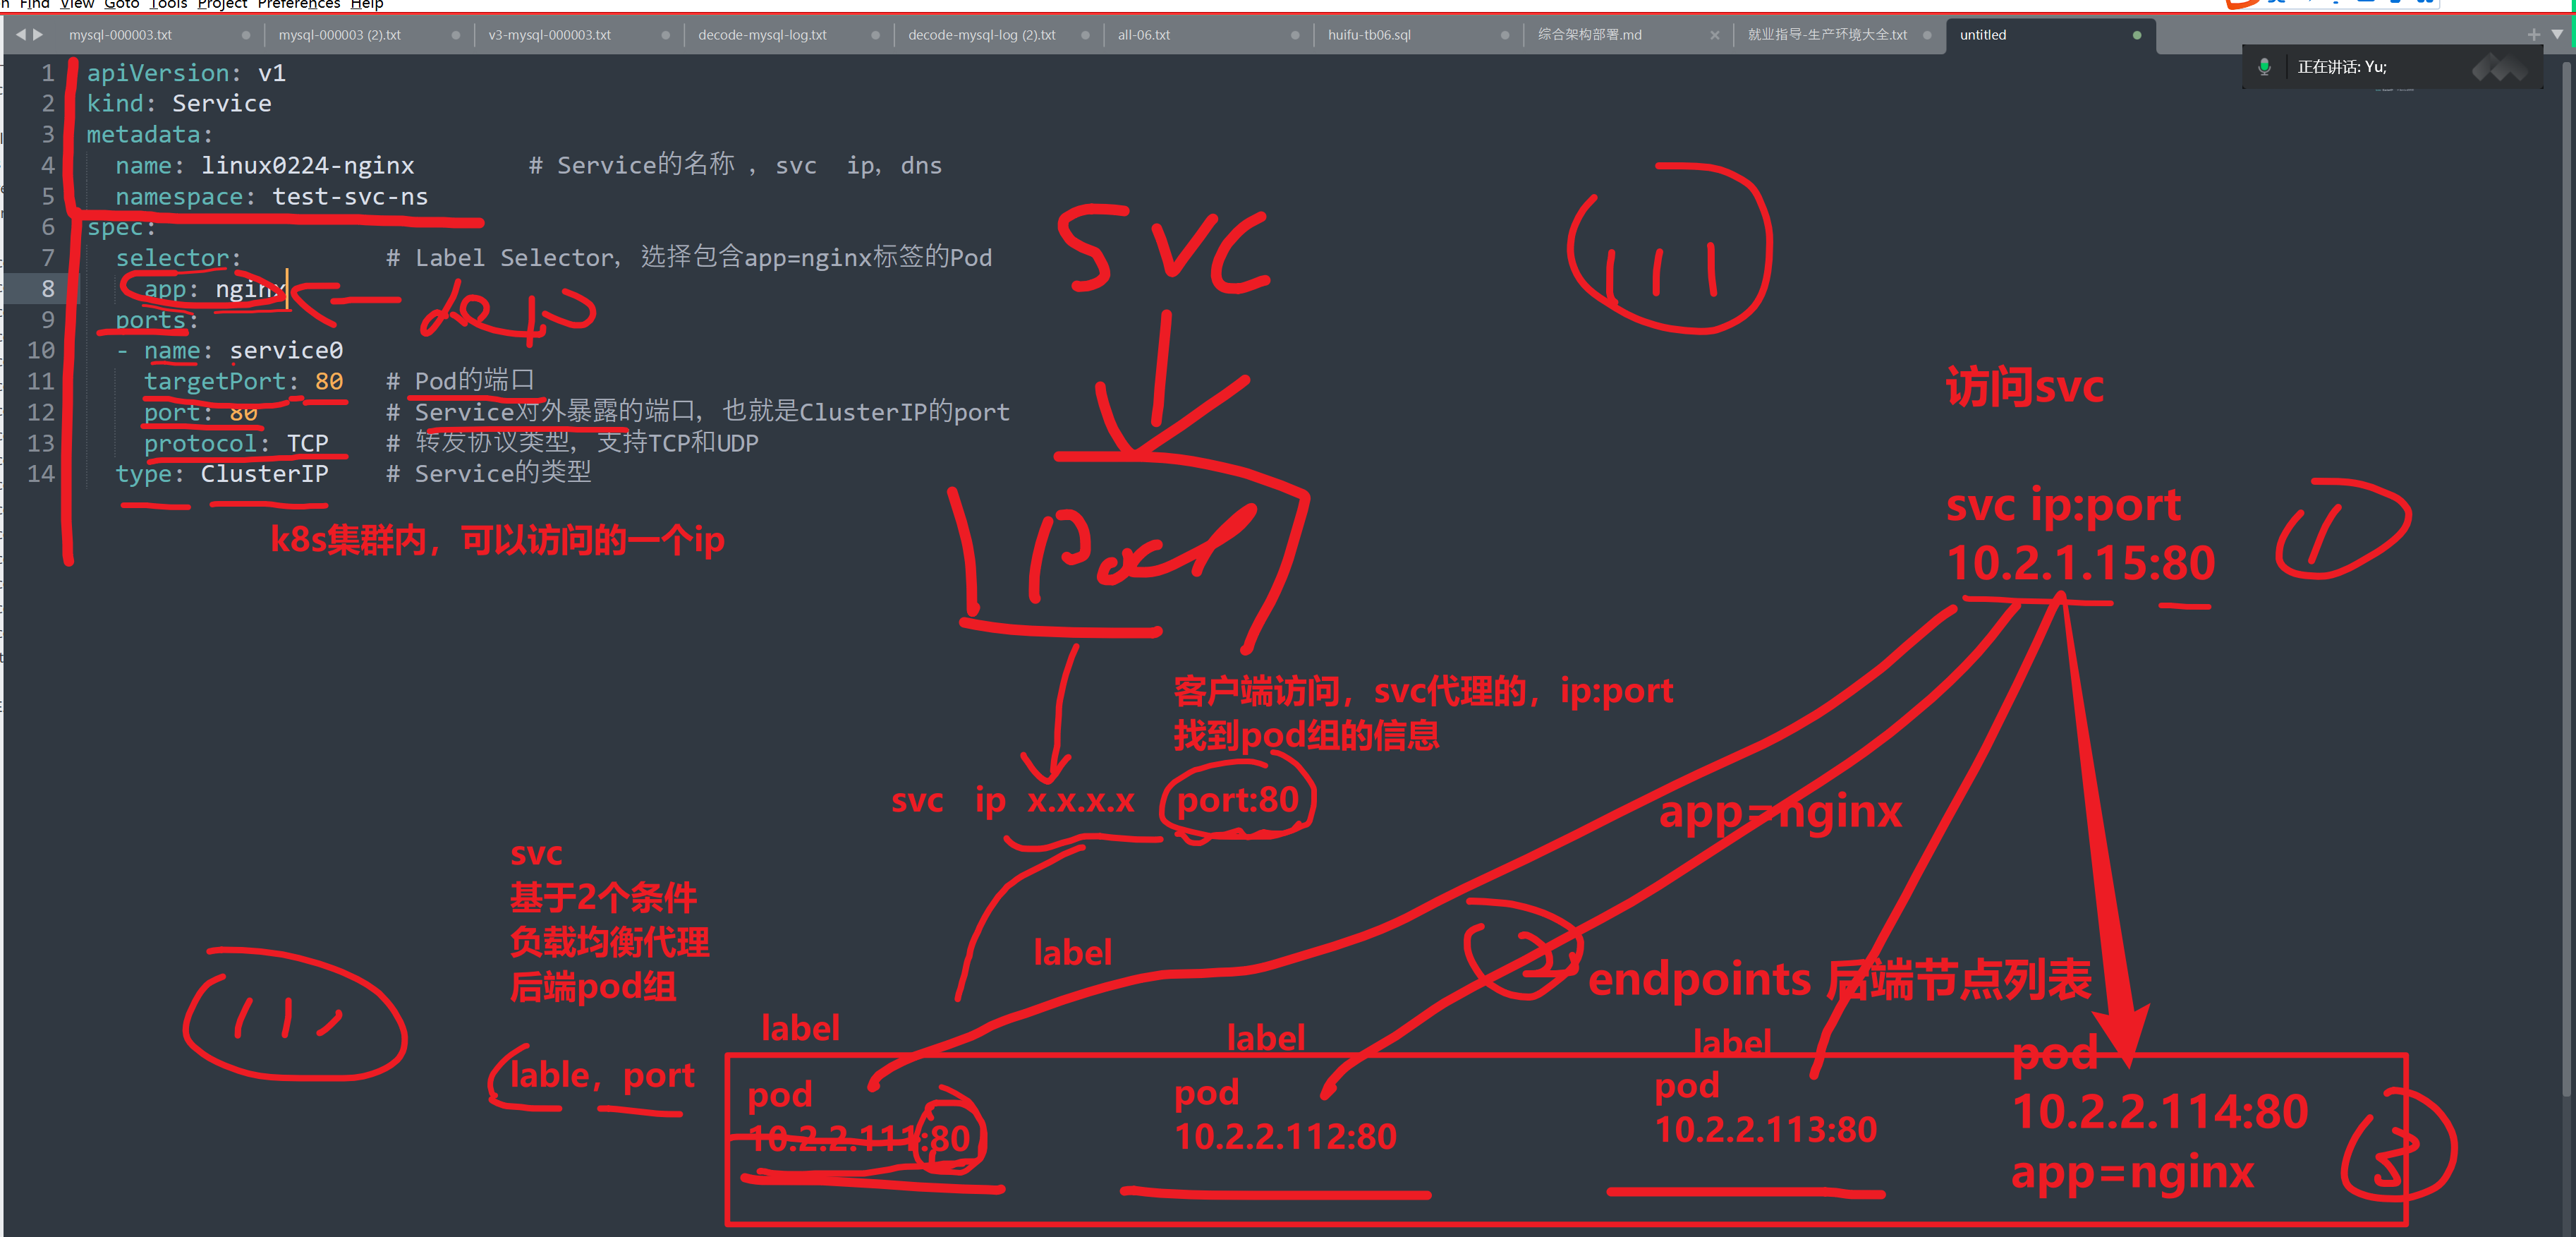 Find View Goto Tools Project Preferences Help
mysql-000003.txt
mysql-000003 (2).txt
v3-mysql-000003.txt
decode-mysql-log.txt
decode-mysql-log (2).txt
all-06.txt
huifu-tb06.sql
综合架构部署.md
就业指导-生产环境大全.txt
untitled
正在讲话: Yu;
1 apiVersion: v1
2 kind: Service
3 metadata:
4 name: linux0224-nginx # Service的名称 ，svc ip，dns
5 namespace: test-svc-ns
6 spec:
7 selector: # Label Selector，选择包含app=nginx标签的Pod
8 app: nginx
9 ports:
10 - name: service0
11 targetPort: 80 # Pod的端口
12 port: 80 # Service对外暴露的端口，也就是ClusterIP的port
13 protocol: TCP # 转发协议类型，支持TCP和UDP
14 type: ClusterIP # Service的类型
k8s集群内，可以访问的一个ip
SVC
Pod
访问svc
svc ip:port
10.2.1.15:80
1
客户端访问，svc代理的，ip:port
找到pod组的信息
svc ip x.x.x.x port:80
app=nginx
svc
基于2个条件
负载均衡代理
后端pod组
lable，port
label
2
endpoints 后端节点列表
label
label
label
pod
10.2.2.111:80
pod
10.2.2.112:80
pod
10.2.2.113:80
pod
10.2.2.114:80
app=nginx
3